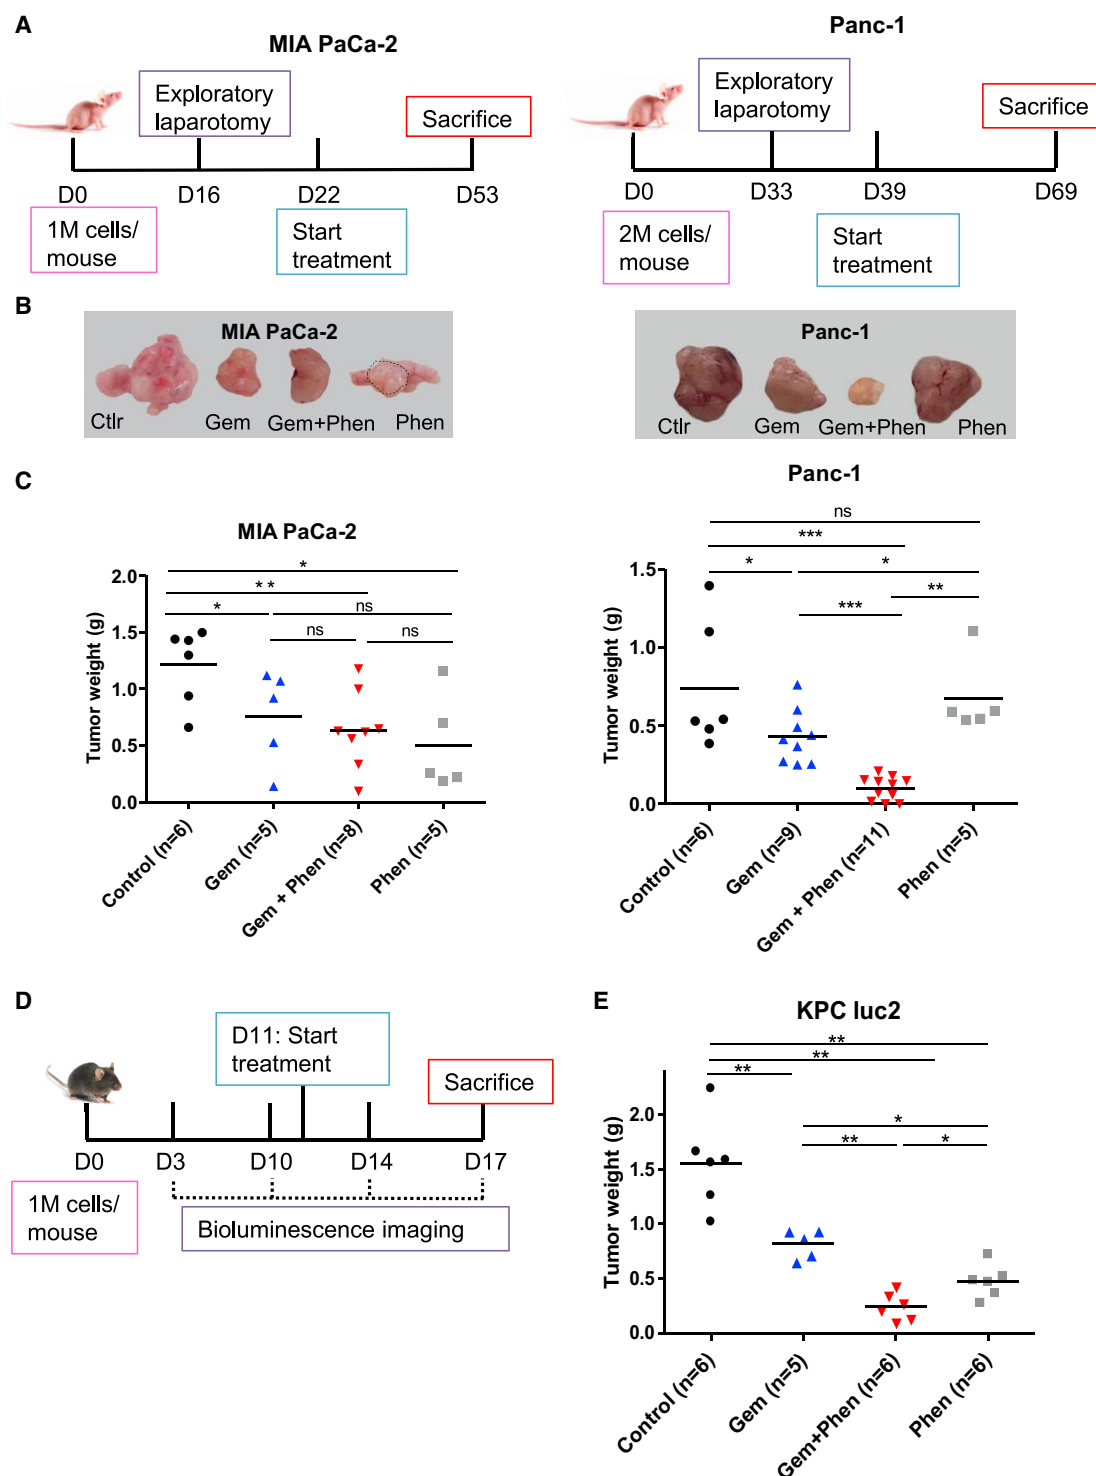 A
MIA PaCa-2
Panc-1
Exploratory
laparotomy
Sacrifice
D0
D16
D22
D53
1M cells/
mouse
Start
treatment
Exploratory
laparotomy
Sacrifice
D0
D33
D39
D69
2M cells/
mouse
Start
treatment
B
MIA PaCa-2
Ctlr
Gem
Gem+Phen
Phen
Panc-1
Ctlr
Gem
Gem+Phen
Phen
C
MIA PaCa-2
Tumor weight (g)
2.0
1.5
1.0
0.5
0.0
*
**
*
ns
ns
ns
Control (n=6)
Gem (n=5)
Gem + Phen (n=8)
Phen (n=5)
Panc-1
Tumor weight (g)
1.5
1.0
0.5
0.0
ns
***
*
*
***
**
Control (n=6)
Gem (n=9)
Gem + Phen (n=11)
Phen (n=5)
D
D11: Start
treatment
Sacrifice
D0
D3
D10
D14
D17
1M cells/
mouse
Bioluminescence imaging
E
KPC luc2
Tumor weight (g)
2.0
1.5
1.0
0.5
0.0
**
**
**
*
**
*
Control (n=6)
Gem (n=5)
Gem+Phen (n=6)
Phen (n=6)